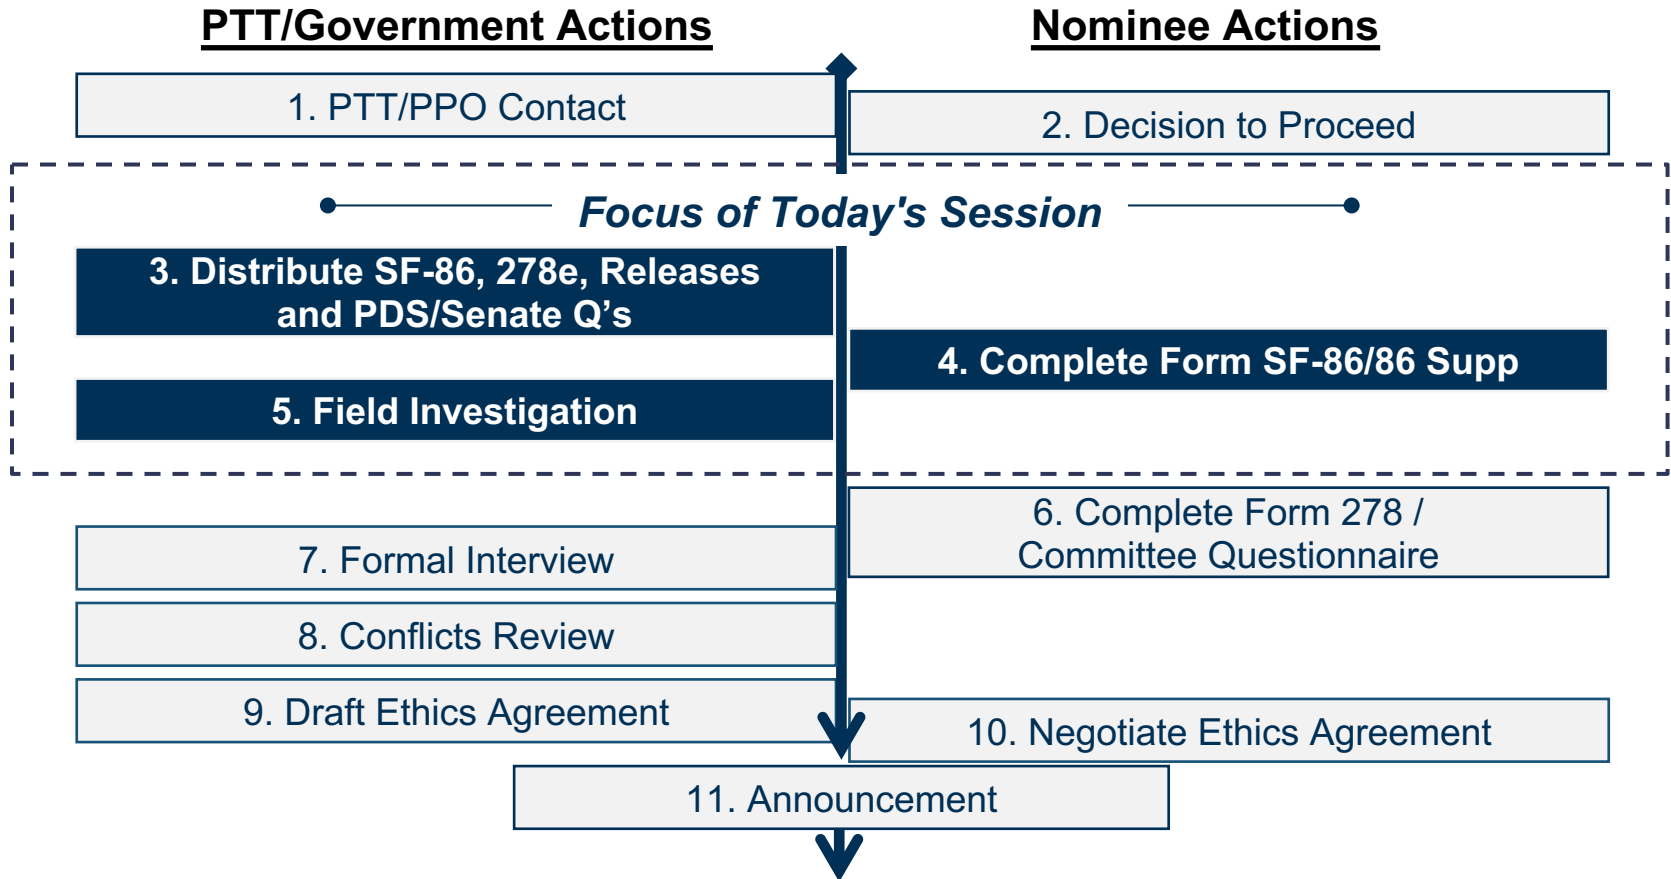 PTT/Government Actions
Nominee Actions
1. PTT/PPO Contact
2. Decision to Proceed
Focus of Today's Session
3. Distribute SF-86, 278e, Releases
and PDS/Senate Q’s
4. Complete Form SF-86/86 Supp
5. Field Investigation
6. Complete Form 278 /
Committee Questionnaire
7. Formal Interview
8. Conflicts Review
9. Draft Ethics Agreement
10. Negotiate Ethics Agreement
11. Announcement